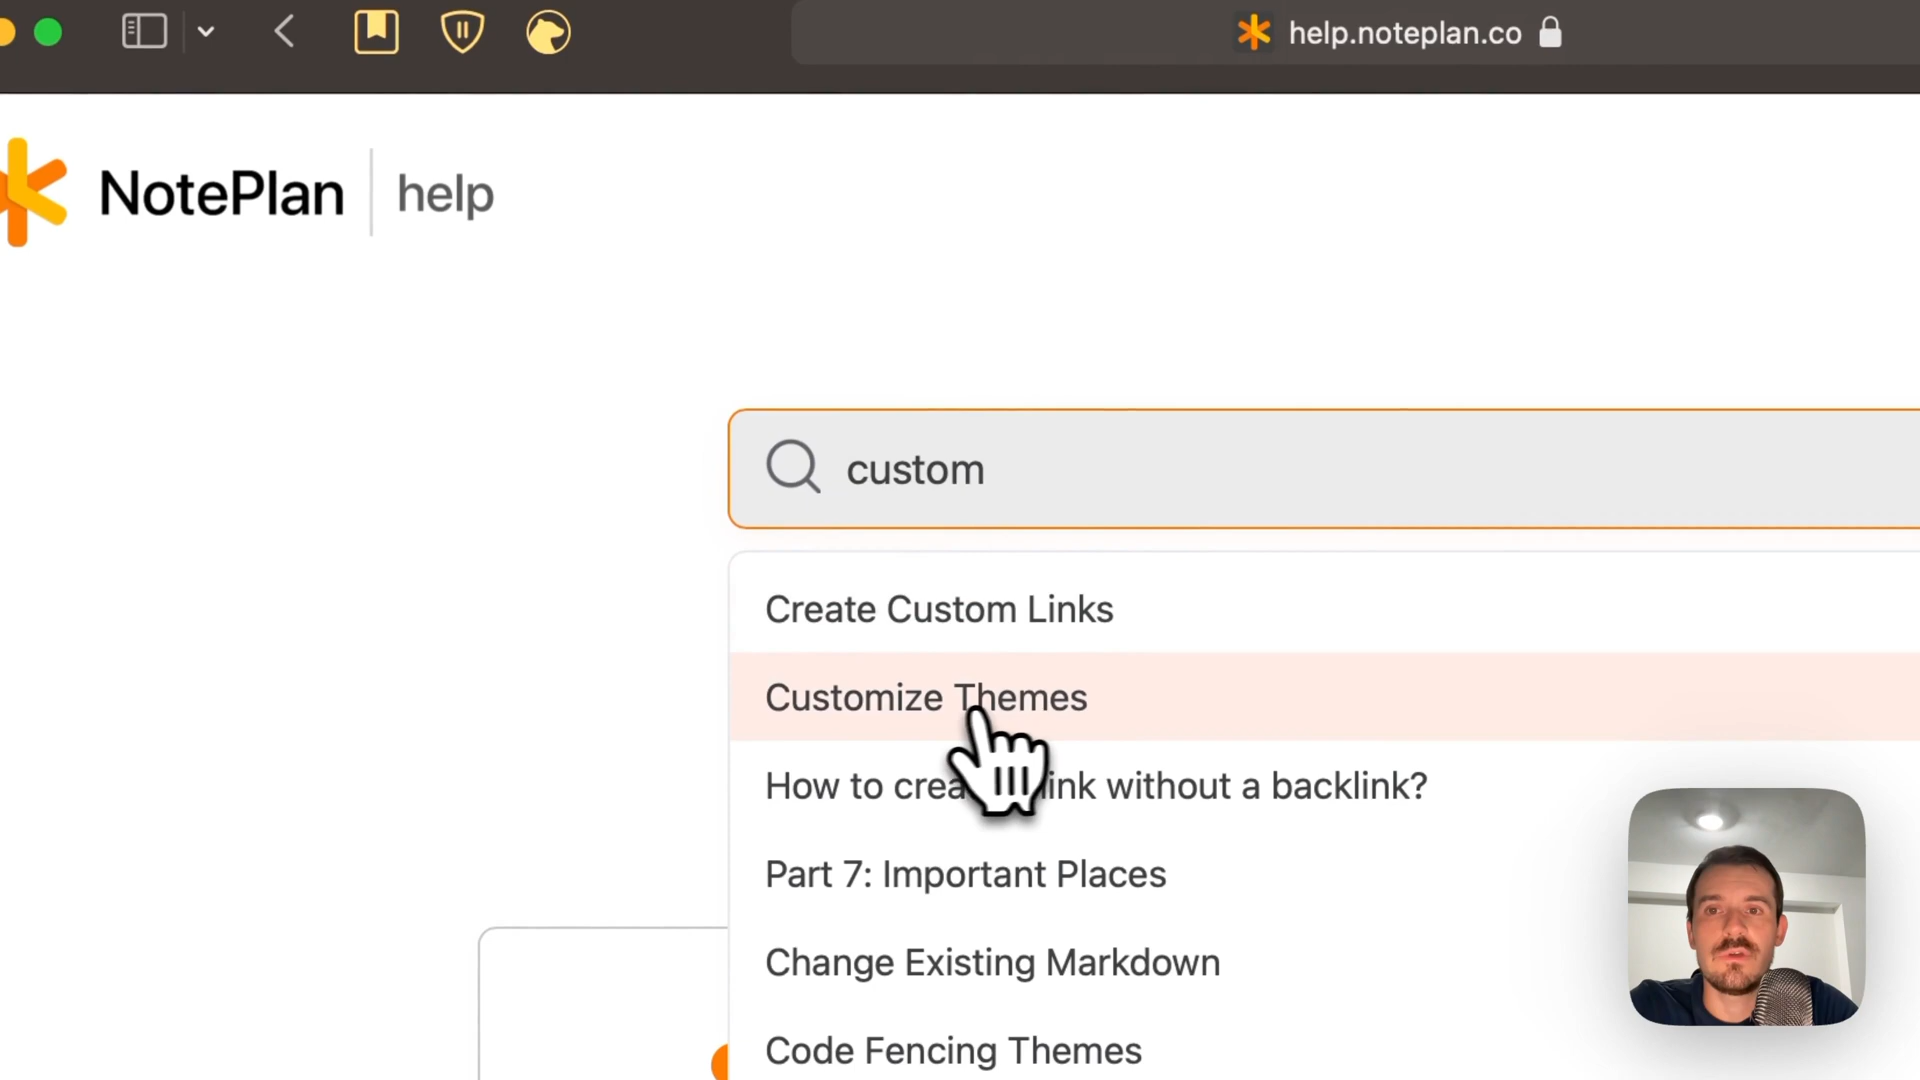 help.noteplan.co
NotePlan
help
custom
Create Custom Links
Customize Themes
How to crea link without a backlink?
Part 7: Important Places
Change Existing Markdown
Code Fencing Themes